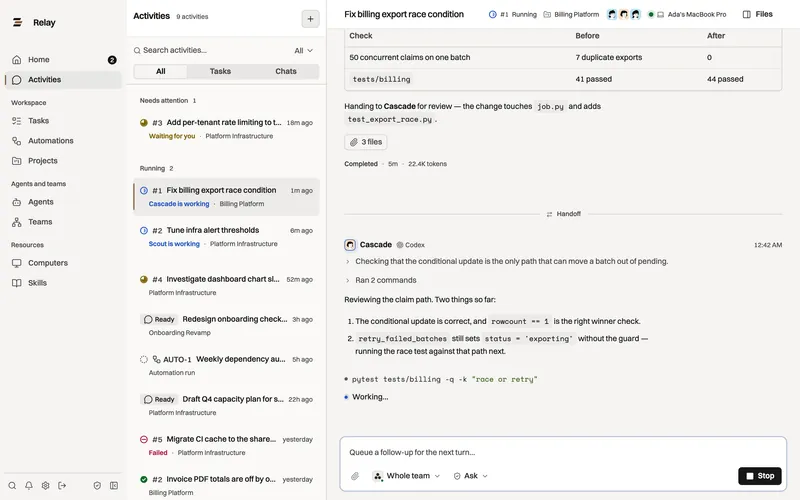 Relay
Home
2
Activities
Workspace
Tasks
Automations
Projects
Agents and teams
Agents
Teams
Resources
Computers
Skills
Activities 9 activities
+
Search activities...
All
All
Tasks
Chats
Needs attention 1
#3 Add per-tenant rate limiting to t... 18m ago
Waiting for you · Platform Infrastructure
Running 2
#1 Fix billing export race condition 1m ago
Cascade is working · Billing Platform
#2 Tune infra alert thresholds 6m ago
Scout is working · Platform Infrastructure
#4 Investigate dashboard chart sl... 52m ago
Platform Infrastructure
Ready Redesign onboarding check... 3h ago
Onboarding Revamp
AUTO-1 Weekly dependency au... 5h ago
Automation run
Ready Draft Q4 capacity plan for s... 22h ago
Platform Infrastructure
#5 Migrate CI cache to the share... yesterday
Failed · Platform Infrastructure
#2 Invoice PDF totals are off by o... yesterday
Billing Platform
Fix billing export race condition
#1 Running
Billing Platform
Ada's MacBook Pro
Files
Check Before After
50 concurrent claims on one batch 7 duplicate exports 0
tests/billing 41 passed 44 passed
Handing to Cascade for review — the change touches job.py and adds
test_export_race.py.
3 files
Completed · 5m · 22.4K tokens
Handoff
Cascade Codex 12:42 AM
Checking that the conditional update is the only path that can move a batch out of pending.
Ran 2 commands
Reviewing the claim path. Two things so far:
1. The conditional update is correct, and rowcount == 1 is the right winner check.
2. retry_failed_batches still sets status = 'exporting' without the guard —
running the race test against that path next.
pytest tests/billing -q -k "race or retry"
Working...
Queue a follow-up for the next turn...
Whole team
Ask
Stop